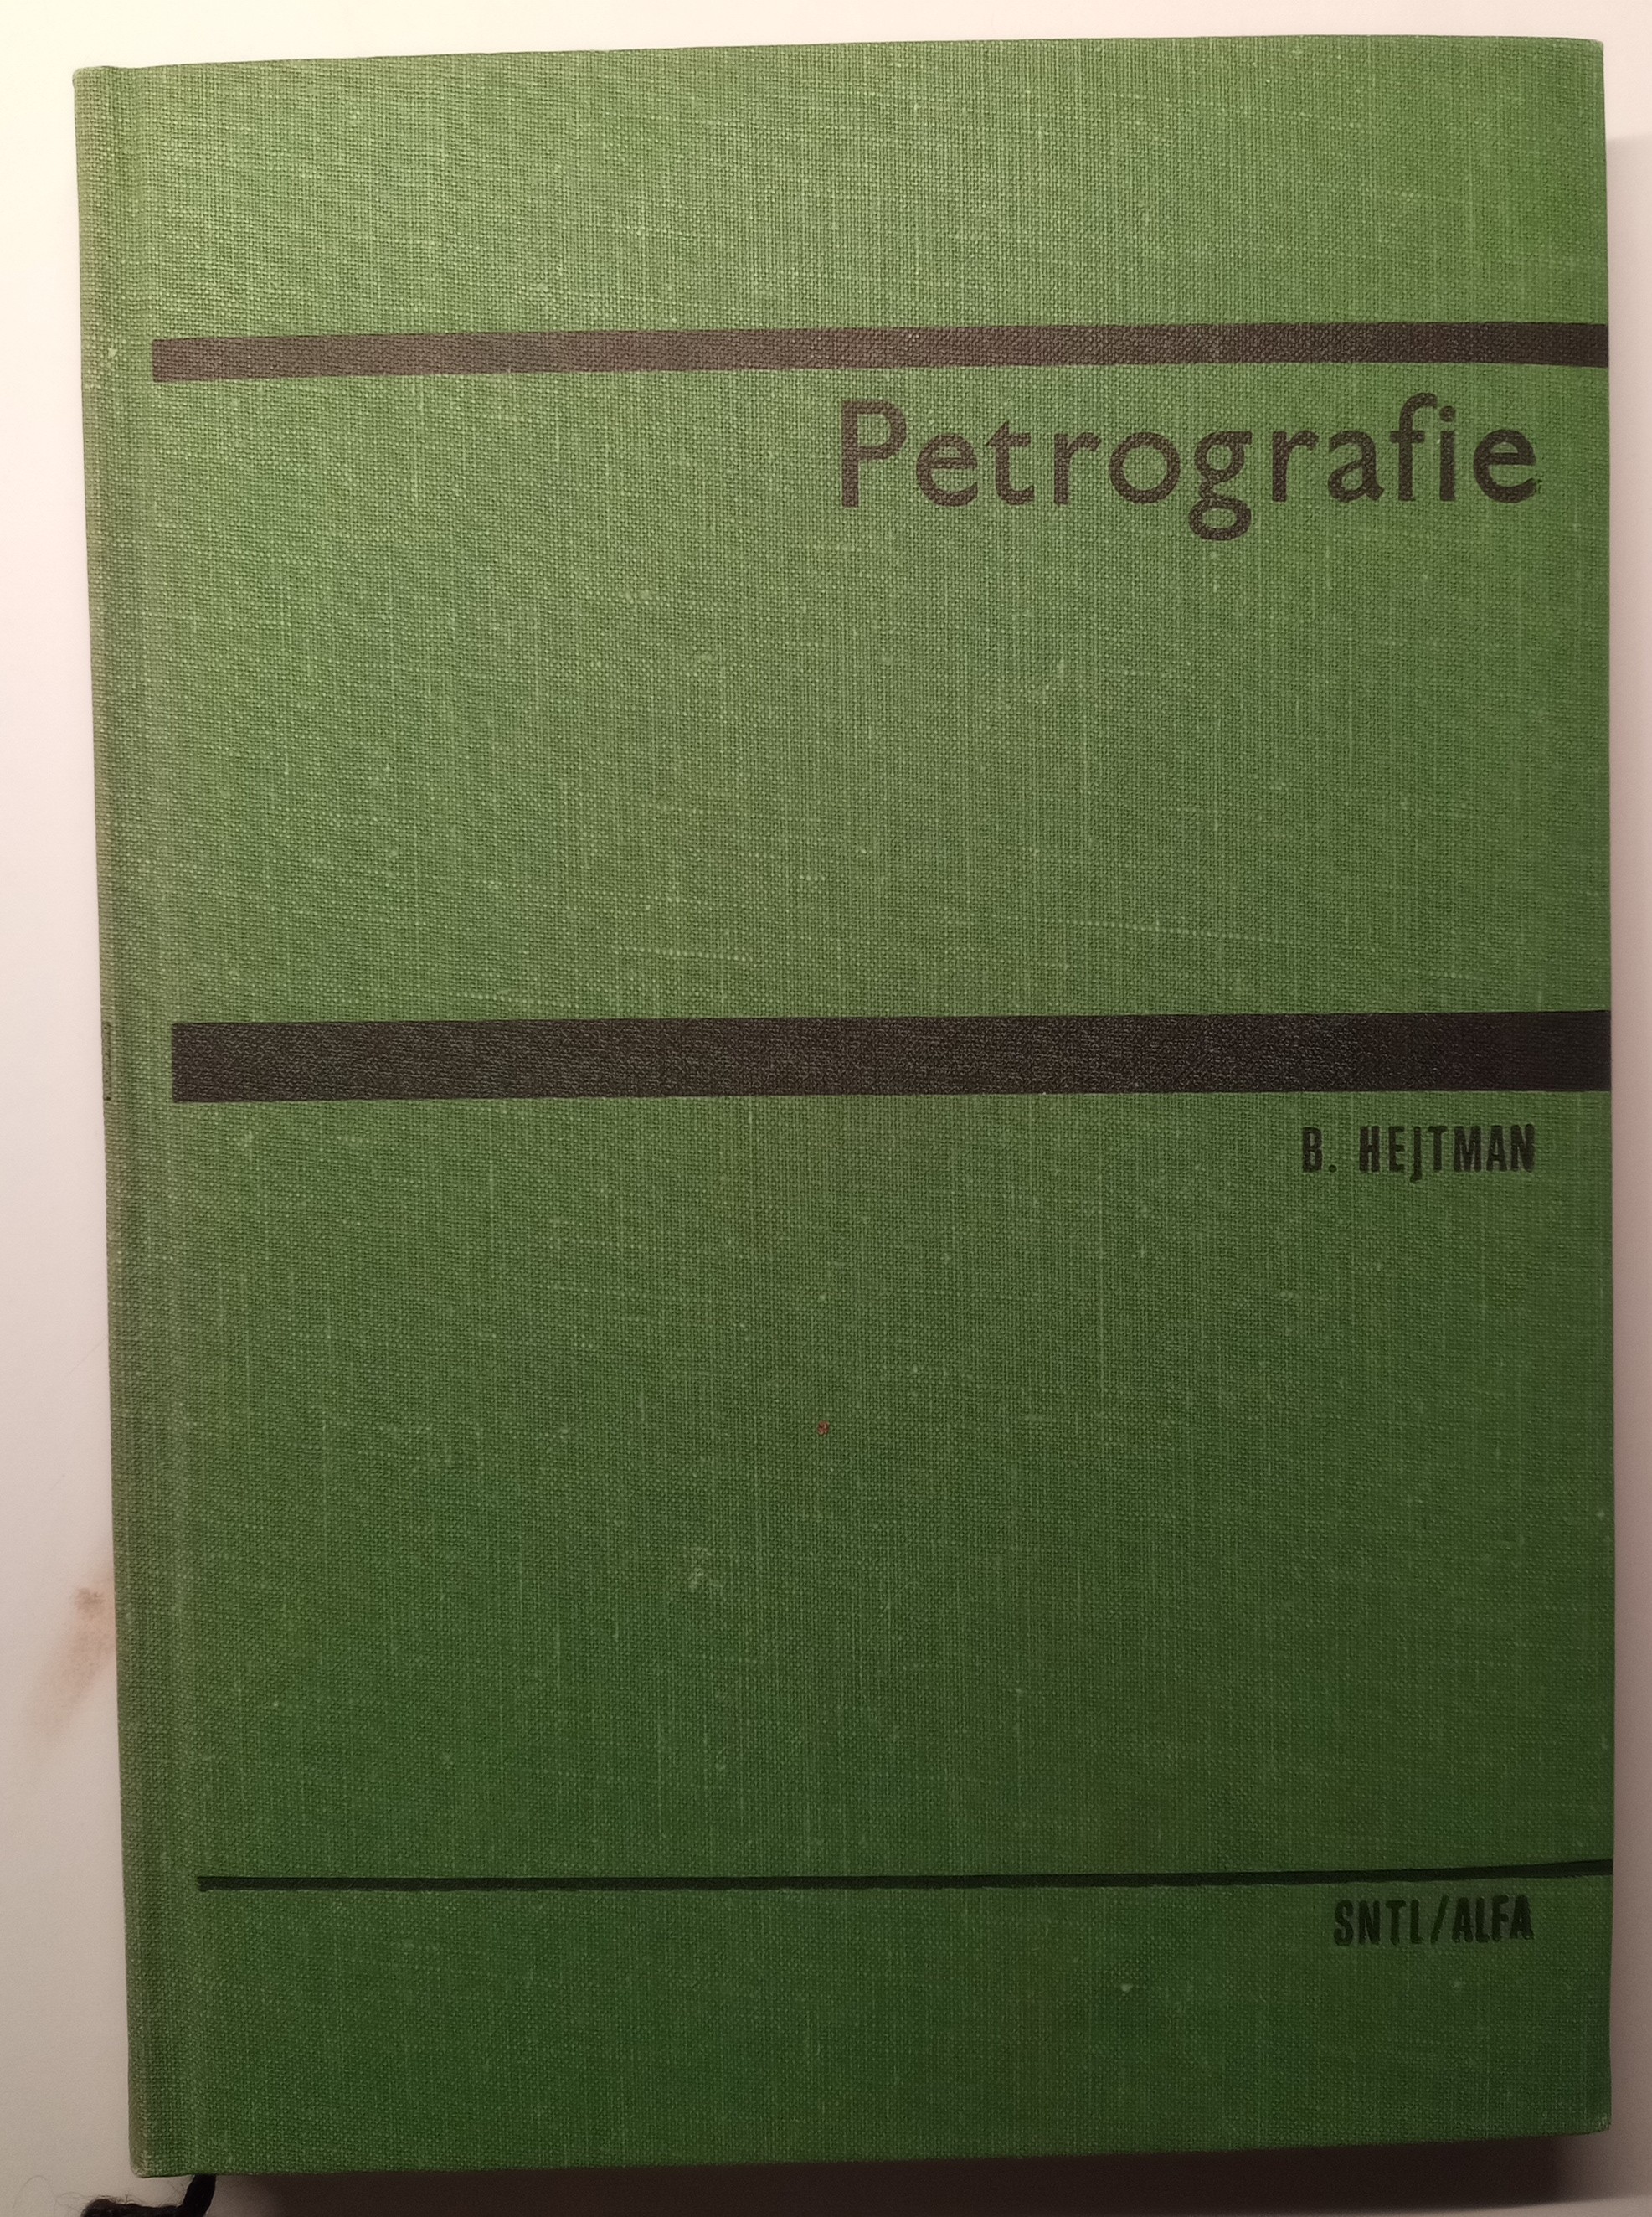 Petrografie
B. HEJTMAN
SNTL/ALFA